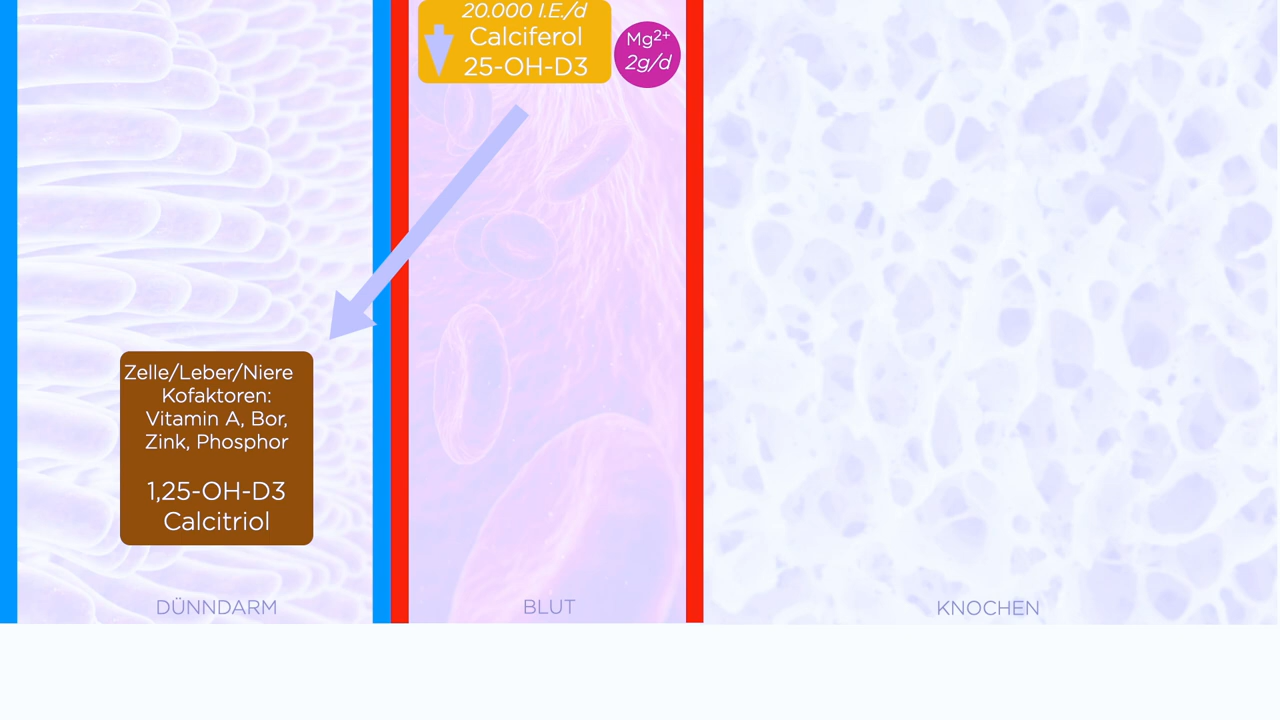 20.000 I.E./d
Calciferol
25-OH-D3
Mg²⁺
2g/d
Zelle/Leber/Niere
Kofaktoren:
Vitamin A, Bor,
Zink, Phosphor
1,25-OH-D3
Calcitriol
DÜNNDARM
BLUT
KNOCHEN